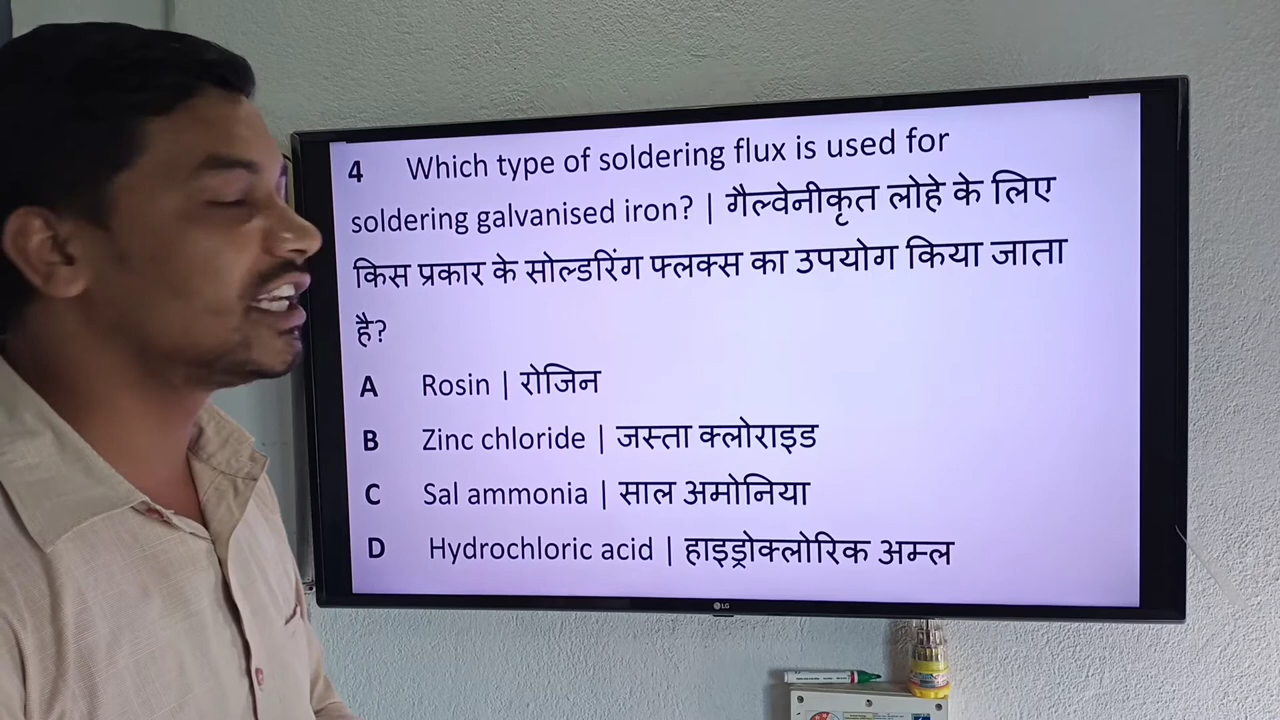 4 Which type of soldering flux is used for
soldering galvanised iron? | गैल्वेनीकृत लोहे के लिए
किस प्रकार के सोल्डरिंग फ्लक्स का उपयोग किया जाता
है?
A Rosin | रोजिन
B Zinc chloride | जस्ता क्लोराइड
C Sal ammonia | साल अमोनिया
D Hydrochloric acid | हाइड्रोक्लोरिक अम्ल
LG